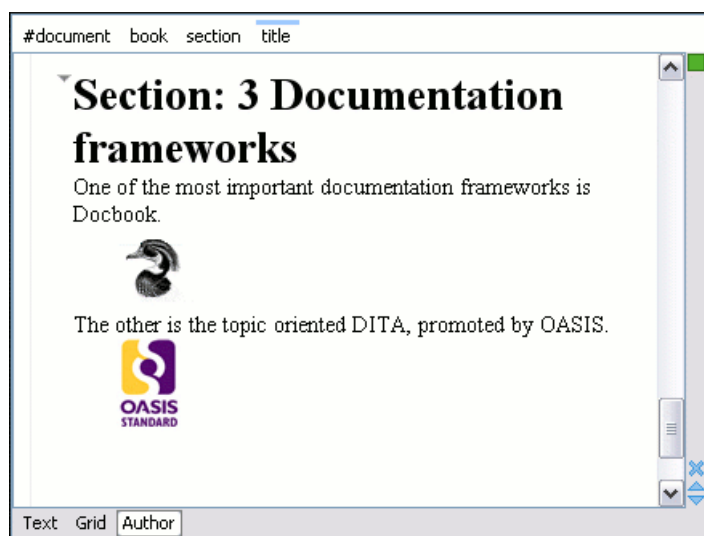 #document book section title
Section: 3 Documentation
frameworks
One of the most important documentation frameworks is
Docbook.
The other is the topic oriented DITA, promoted by OASIS.
OASIS
STANDARD
Text Grid Author